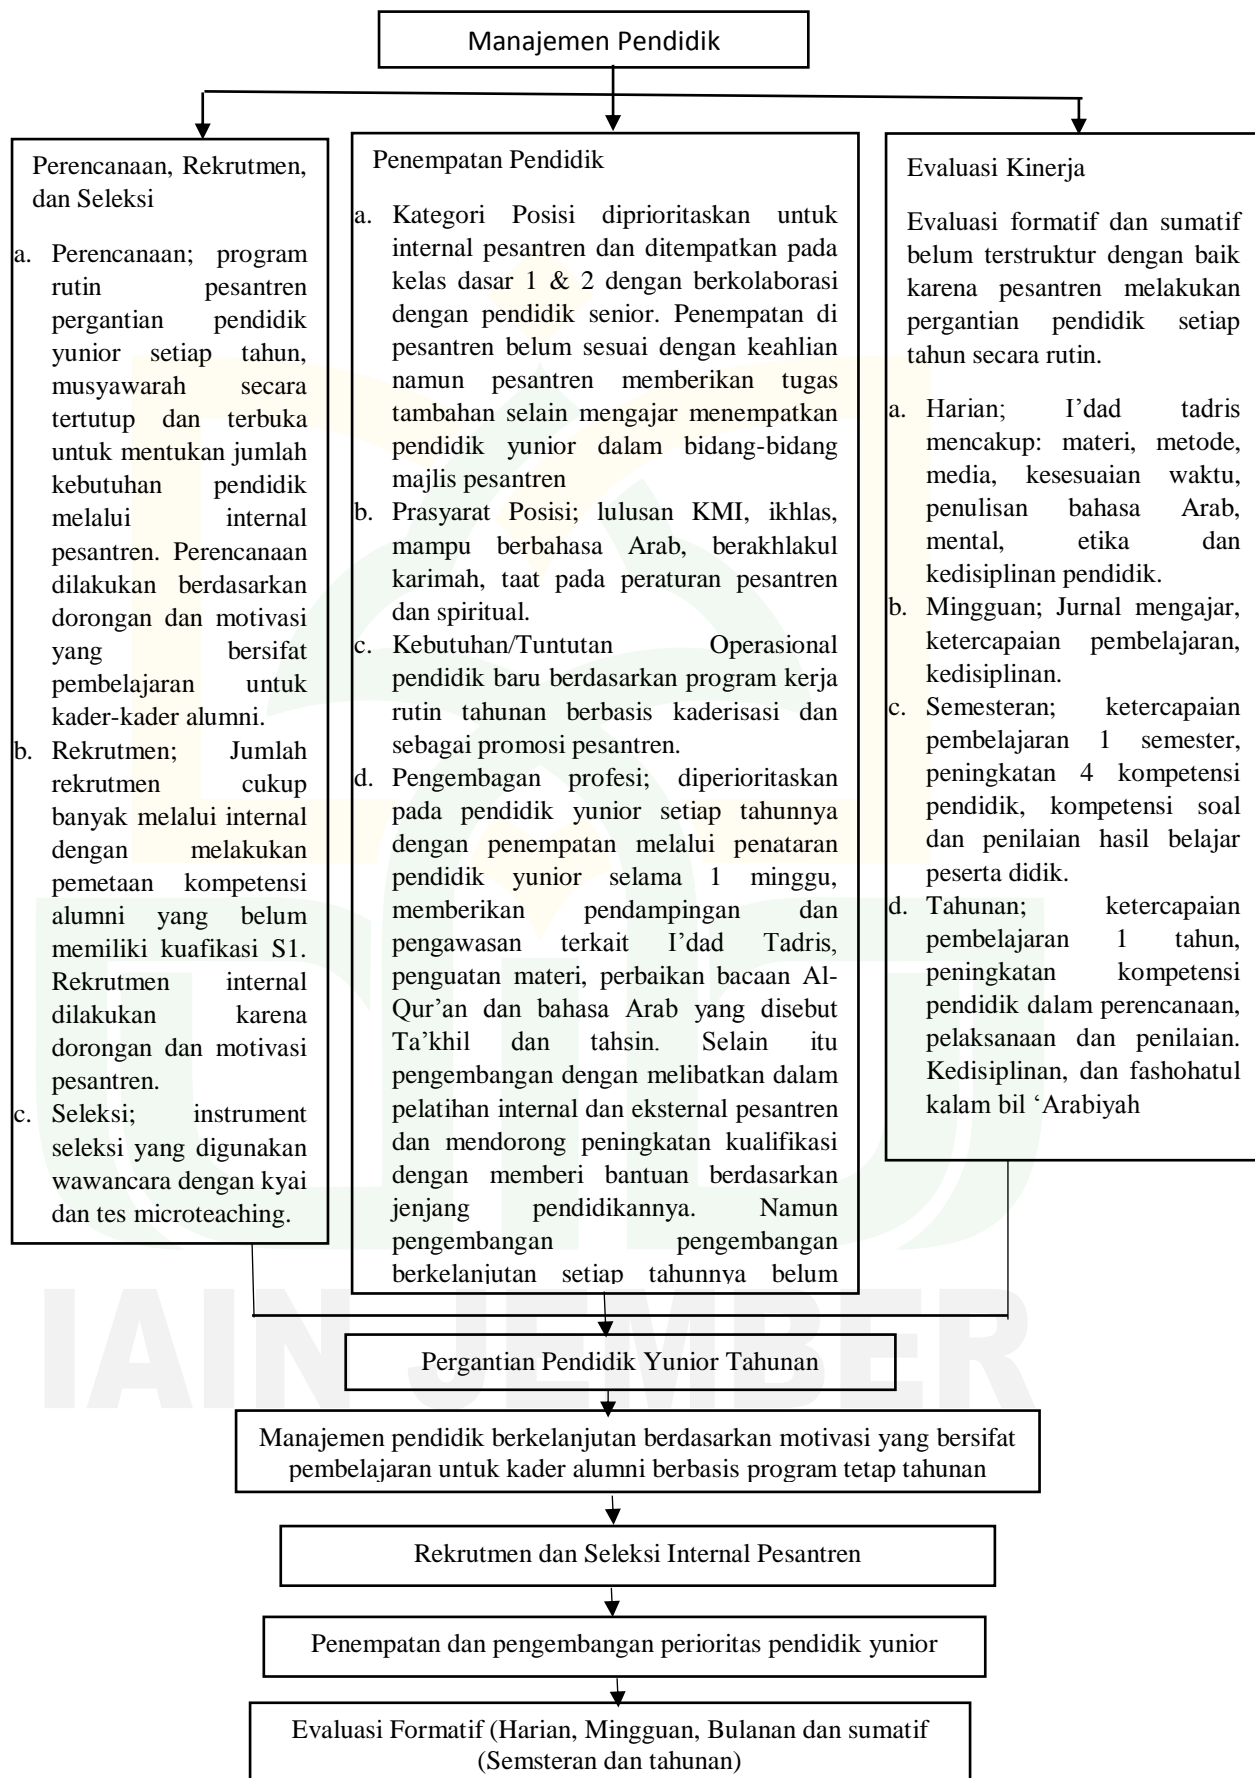 Manajemen Pendidik
Perencanaan, Rekrutmen,
dan Seleksi
a. Perencanaan; program
rutin pesantren
pergantian pendidik
yunior setiap tahun,
musyawarah secara
tertutup dan terbuka
untuk mentukan jumlah
kebutuhan pendidik
melalui internal
pesantren. Perencanaan
dilakukan berdasarkan
dorongan dan motivasi
yang bersifat
pembelajaran untuk
kader-kader alumni.
b. Rekrutmen; Jumlah
rekrutmen cukup
banyak melalui internal
dengan melakukan
pemetaan kompetensi
alumni yang belum
memiliki kuafikasi S1.
Rekrutmen internal
dilakukan karena
dorongan dan motivasi
pesantren.
c. Seleksi; instrument
seleksi yang digunakan
wawancara dengan kyai
dan tes microteaching.
Penempatan Pendidik
a. Kategori Posisi diprioritaskan untuk
internal pesantren dan ditempatkan pada
kelas dasar 1 & 2 dengan berkolaborasi
dengan pendidik senior. Penempatan di
pesantren belum sesuai dengan keahlian
namun pesantren memberikan tugas
tambahan selain mengajar menempatkan
pendidik yunior dalam bidang-bidang
majlis pesantren
b. Prasyarat Posisi; lulusan KMI, ikhlas,
mampu berbahasa Arab, berakhlakul
karimah, taat pada peraturan pesantren
dan spiritual.
c. Kebutuhan/Tuntutan Operasional
pendidik baru berdasarkan program kerja
rutin tahunan berbasis kaderisasi dan
sebagai promosi pesantren.
d. Pengembagan profesi; diperioritaskan
pada pendidik yunior setiap tahunnya
dengan penempatan melalui penataran
pendidik yunior selama 1 minggu,
memberikan pendampingan dan
pengawasan terkait I’dad Tadris,
penguatan materi, perbaikan bacaan Al-
Qur’an dan bahasa Arab yang disebut
Ta’khil dan tahsin. Selain itu
pengembangan dengan melibatkan dalam
pelatihan internal dan eksternal pesantren
dan mendorong peningkatan kualifikasi
dengan memberi bantuan berdasarkan
jenjang pendidikannya. Namun
pengembangan pengembangan
berkelanjutan setiap tahunnya belum
Evaluasi Kinerja
Evaluasi formatif dan sumatif
belum terstruktur dengan baik
karena pesantren melakukan
pergantian pendidik setiap
tahun secara rutin.
a. Harian; I’dad tadris
mencakup: materi, metode,
media, kesesuaian waktu,
penulisan bahasa Arab,
mental, etika dan
kedisiplinan pendidik.
b. Mingguan; Jurnal mengajar,
ketercapaian pembelajaran,
kedisiplinan.
c. Semesteran; ketercapaian
pembelajaran 1 semester,
peningkatan 4 kompetensi
pendidik, kompetensi soal
dan penilaian hasil belajar
peserta didik.
d. Tahunan; ketercapaian
pembelajaran 1 tahun,
peningkatan kompetensi
pendidik dalam perencanaan,
pelaksanaan dan penilaian.
Kedisiplinan, dan fashohatul
kalam bil ‘Arabiyah
IAIN JEMBER
Pergantian Pendidik Yunior Tahunan
Manajemen pendidik berkelanjutan berdasarkan motivasi yang bersifat
pembelajaran untuk kader alumni berbasis program tetap tahunan
Rekrutmen dan Seleksi Internal Pesantren
Penempatan dan pengembangan perioritas pendidik yunior
Evaluasi Formatif (Harian, Mingguan, Bulanan dan sumatif
(Semsteran dan tahunan)